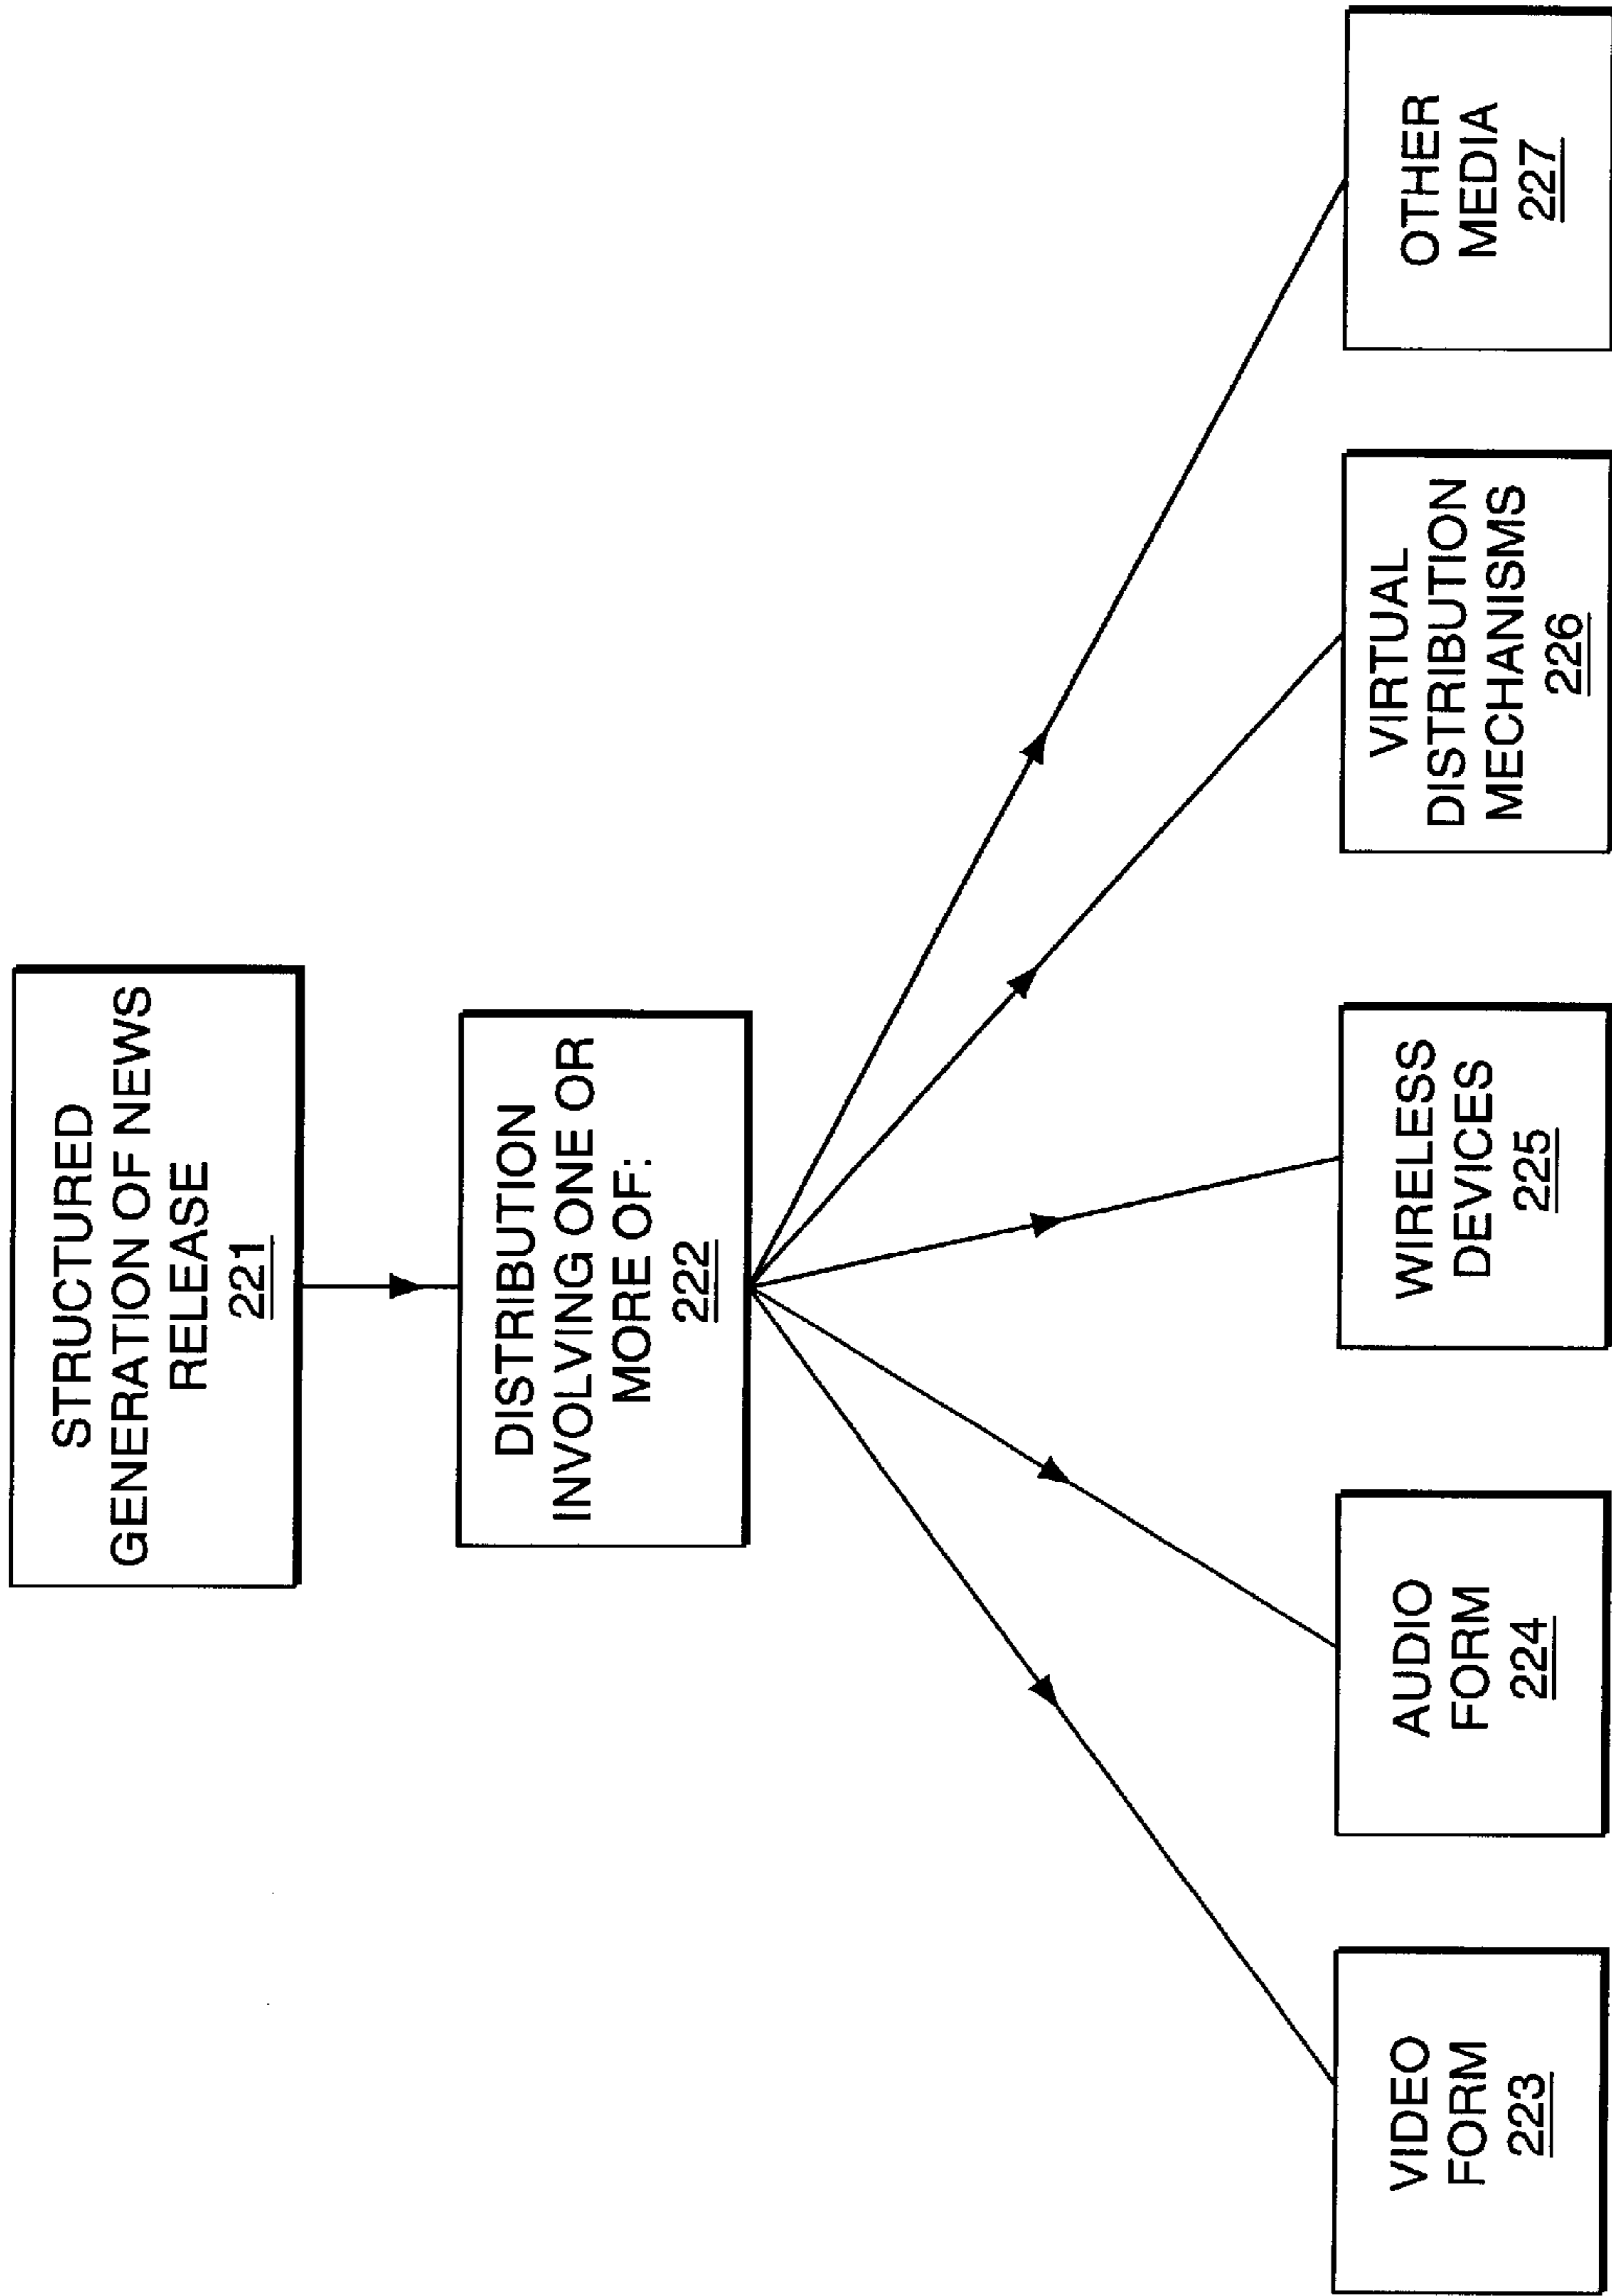 STRUCTURED
GENERATION OF NEWS
RELEASE
221
DISTRIBUTION
INVOLVING ONE OR
MORE OF:
222
VIDEO
FORM
223
AUDIO
FORM
224
WIRELESS
DEVICES
225
VIRTUAL
DISTRIBUTION
MECHANISMS
226
OTHER
MEDIA
227